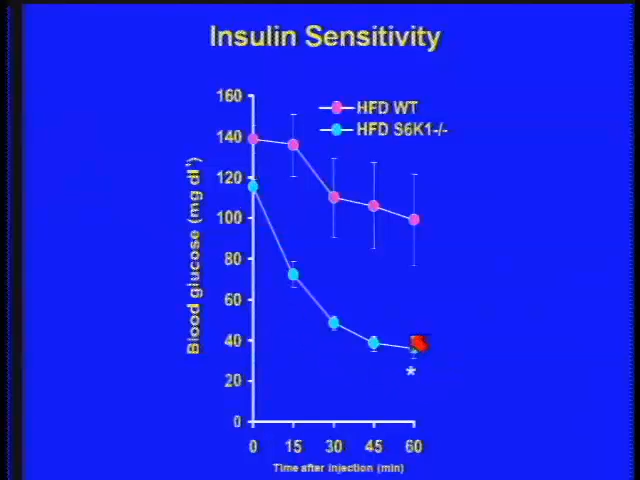 Insulin Sensitivity
HFD WT
HFD S6K1-/-
Blood glucose (mg dl⁻¹)
160
140
120
100
80
60
40
20
0
*
0 15 30 45 60
Time after injection (min)